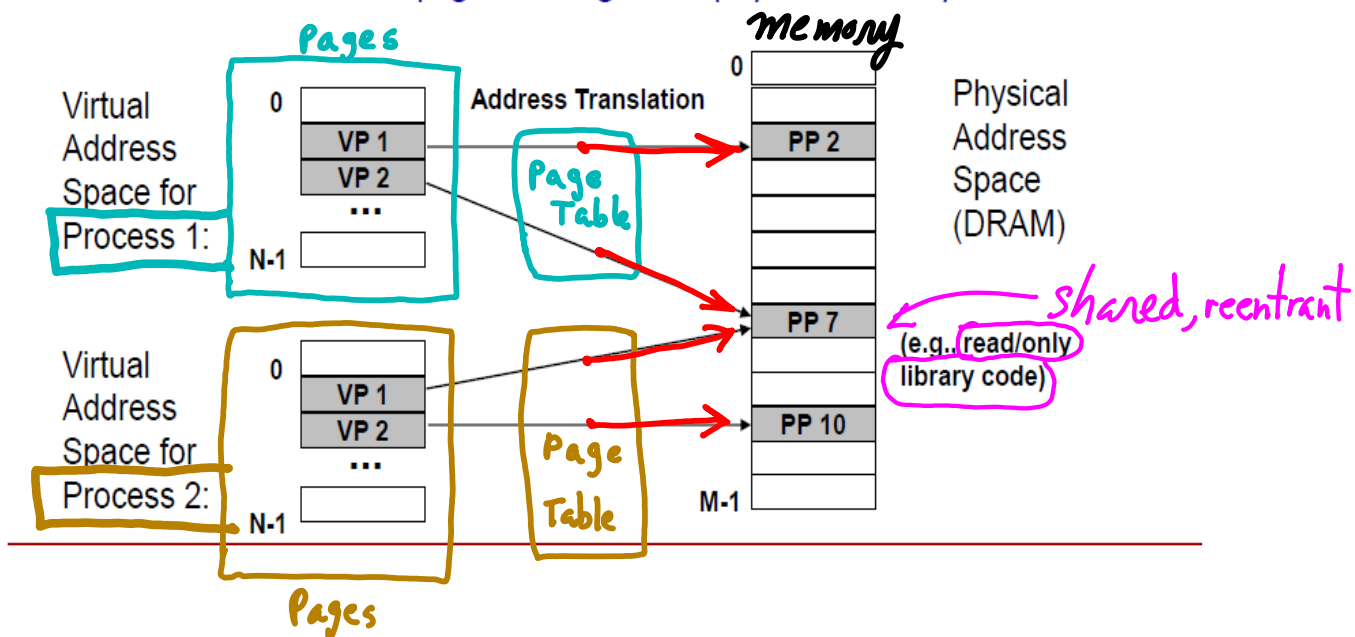 Pages
memory
0
Virtual
Address
Space for
Process 1:
0
VP 1
VP 2
...
N-1
Address Translation
Page
Table
PP 2
PP 7
PP 10
M-1
Physical
Address
Space
(DRAM)
shared, reentrant
(e.g., read/only
library code)
Virtual
Address
Space for
Process 2:
0
VP 1
VP 2
...
N-1
Page
Table
Pages